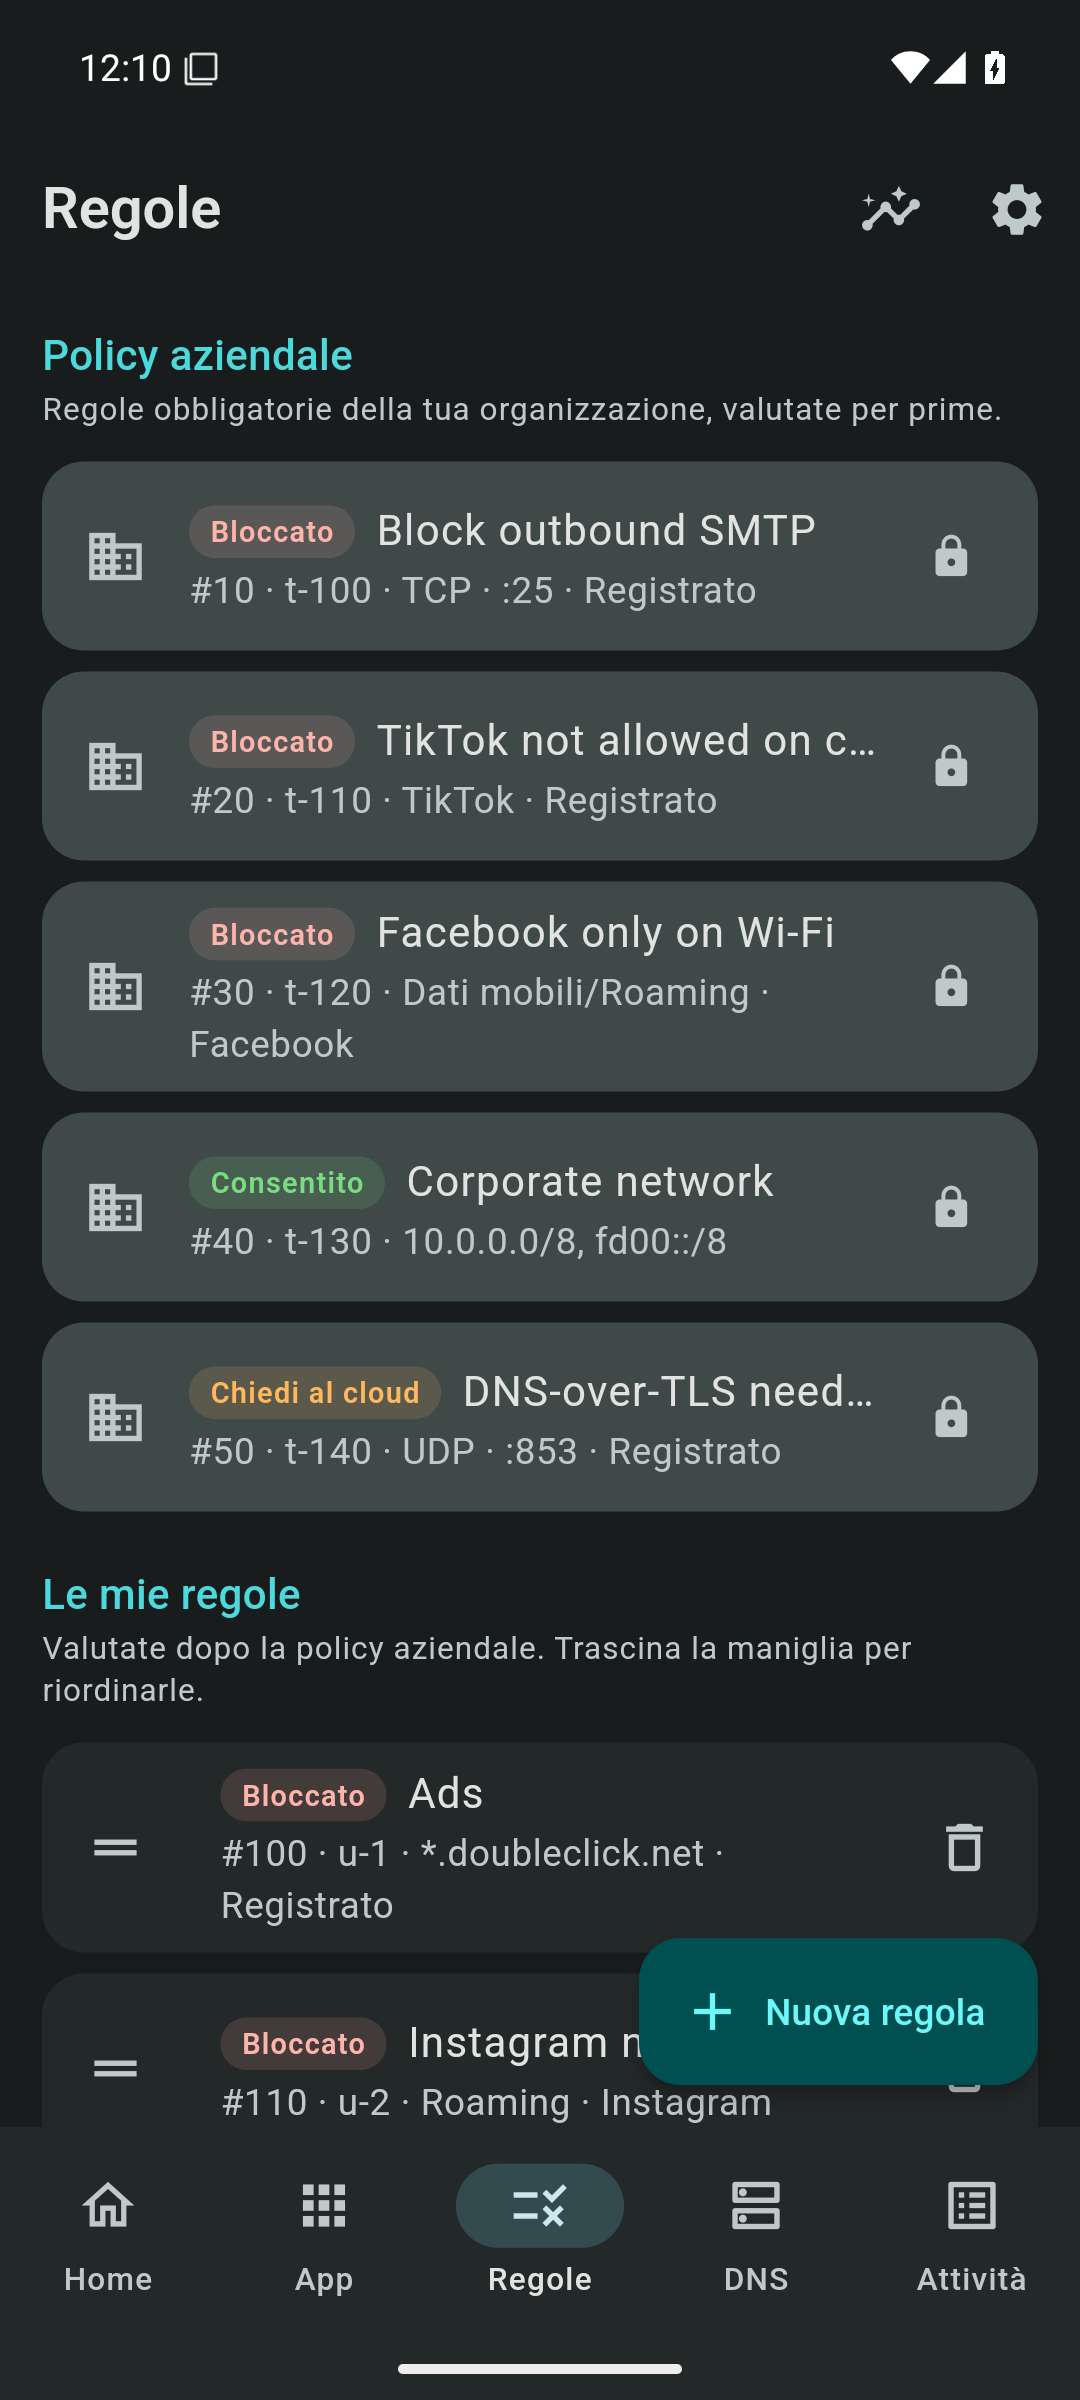 12:10
Regole
Policy aziendale
Regole obbligatorie della tua organizzazione, valutate per prime.
Bloccato Block outbound SMTP
#10 · t-100 · TCP · :25 · Registrato
Bloccato TikTok not allowed on c…
#20 · t-110 · TikTok · Registrato
Bloccato Facebook only on Wi-Fi
#30 · t-120 · Dati mobili/Roaming ·
Facebook
Consentito Corporate network
#40 · t-130 · 10.0.0.0/8, fd00::/8
Chiedi al cloud DNS-over-TLS need…
#50 · t-140 · UDP · :853 · Registrato
Le mie regole
Valutate dopo la policy aziendale. Trascina la maniglia per
riordinarle.
Bloccato Ads
#100 · u-1 · *.doubleclick.net ·
Registrato
Bloccato Instagram
#110 · u-2 · Roaming · Instagram
Nuova regola
Home App Regole DNS Attività